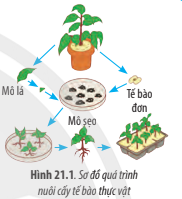 Mô lá
Tế bào
đơn
Mô sẹo
Hình 21.1. Sơ đồ quá trình
nuôi cấy tế bào thực vật